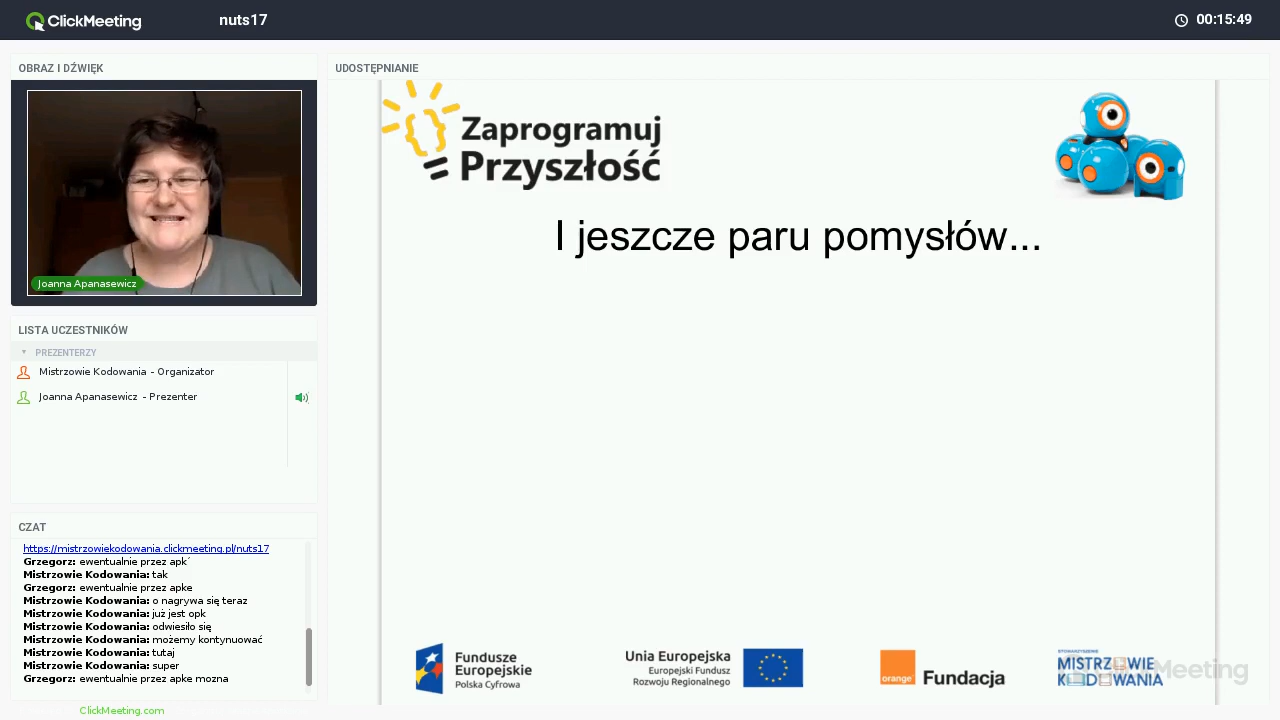 ClickMeeting
nuts17
00:15:49
OBRAZ I DŹWIĘK
Joanna Apanasewicz
LISTA UCZESTNIKÓW
PREZENTERZY
Mistrzowie Kodowania - Organizator
Joanna Apanasewicz - Prezenter
CZAT
https://mistrzowiekodowania.clickmeeting.pl/nuts17
Grzegorz: ewentualnie przez apk´
Mistrzowie Kodowania: tak
Grzegorz: ewentualnie przez apke
Mistrzowie Kodowania: o nagrywa się teraz
Mistrzowie Kodowania: już jest opk
Mistrzowie Kodowania: odwiesiło się
Mistrzowie Kodowania: możemy kontynuować
Mistrzowie Kodowania: tutaj
Mistrzowie Kodowania: super
Grzegorz: ewentualnie przez apke mozna
ClickMeeting.com
UDOSTĘPNIANIE
Zaprogramuj
Przyszłość
I jeszcze paru pomysłów...
Fundusze
Europejskie
Polska Cyfrowa
Unia Europejska
Europejski Fundusz
Rozwoju Regionalnego
orange
Fundacja
STOWARZYSZENIE
MISTRZOWIE
KODOWANIA
ClickMeeting